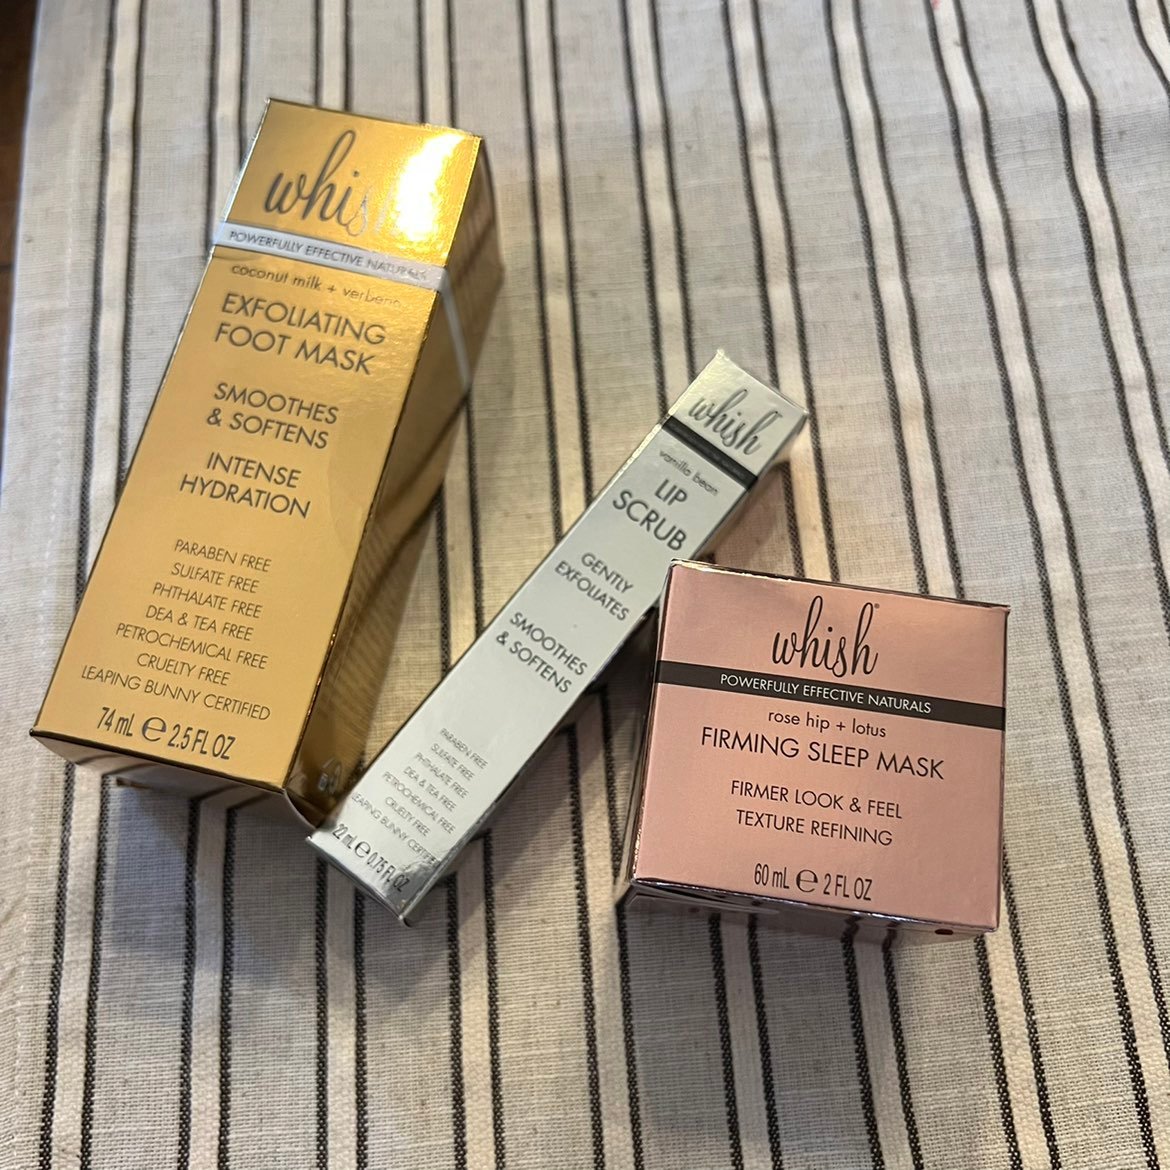 whish
POWERFULLY EFFECTIVE NATURALS
coconut milk + verbena
EXFOLIATING
FOOT MASK
SMOOTHES
& SOFTENS
INTENSE
HYDRATION
PARABEN FREE
SULFATE FREE
PHTHALATE FREE
DEA & TEA FREE
PETROCHEMICAL FREE
CRUELTY FREE
LEAPING BUNNY CERTIFIED
74 mL ℮ 2.5 FL OZ
whish
vanilla bean
LIP
SCRUB
GENTLY
EXFOLIATES
SMOOTHES
& SOFTENS
PARABEN FREE
SULFATE FREE
PHTHALATE FREE
DEA & TEA FREE
PETROCHEMICAL FREE
CRUELTY FREE
LEAPING BUNNY CERTIFIED
22 mL ℮ 0.75 FL OZ
whish®
POWERFULLY EFFECTIVE NATURALS
rose hip + lotus
FIRMING SLEEP MASK
FIRMER LOOK & FEEL
TEXTURE REFINING
60 mL ℮ 2 FL OZ